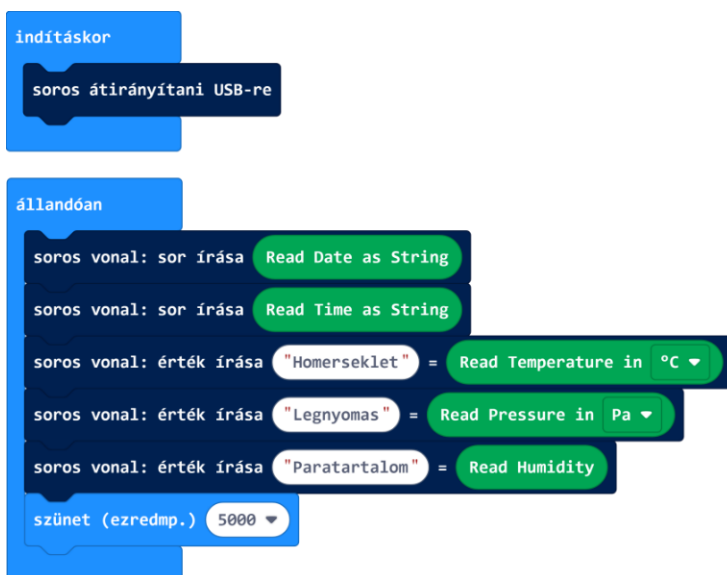 indításkor
soros átirányítani USB-re
állandóan
soros vonal: sor írása Read Date as String
soros vonal: sor írása Read Time as String
soros vonal: érték írása "Homerseklet" = Read Temperature in ºC
soros vonal: érték írása "Legnyomas" = Read Pressure in Pa
soros vonal: érték írása "Paratartalom" = Read Humidity
szünet (ezredmp.) 5000